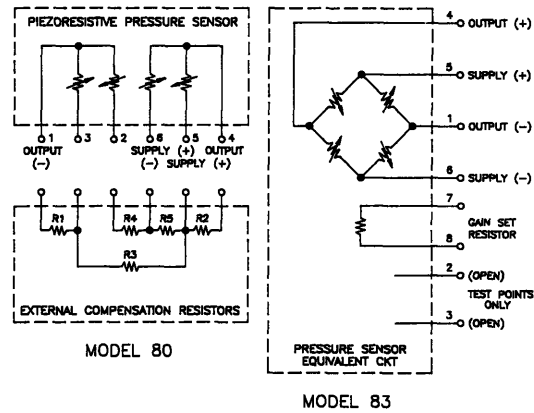 PIEZORESISTIVE PRESSURE SENSOR
1 3 2 6 5 4
OUTPUT (-)
SUPPLY (-)
(+) SUPPLY
OUTPUT (+)
R1 R4 R5 R2
R3
EXTERNAL COMPENSATION RESISTORS
MODEL 80
4 OUTPUT (+)
5 SUPPLY (+)
1 OUTPUT (-)
6 SUPPLY (-)
7
GAIN SET
RESISTOR
8
2 (OPEN)
TEST POINTS
ONLY
3 (OPEN)
PRESSURE SENSOR
EQUIVALENT CKT
MODEL 83